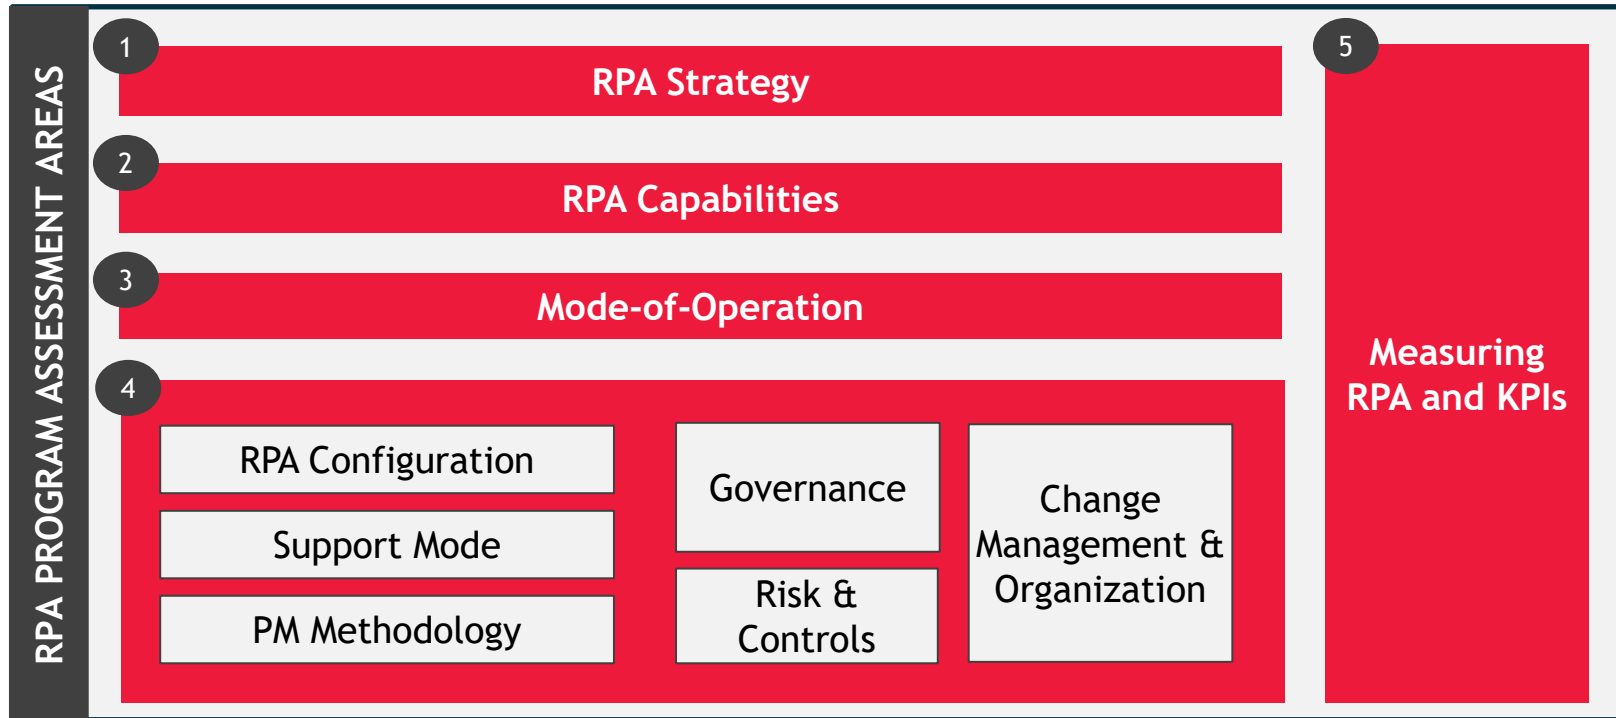 RPA PROGRAM ASSESSMENT AREAS
1
RPA Strategy
2
RPA Capabilities
3
Mode-of-Operation
4
RPA Configuration
Support Mode
PM Methodology
Governance
Risk &
Controls
Change
Management &
Organization
5
Measuring
RPA and KPIs